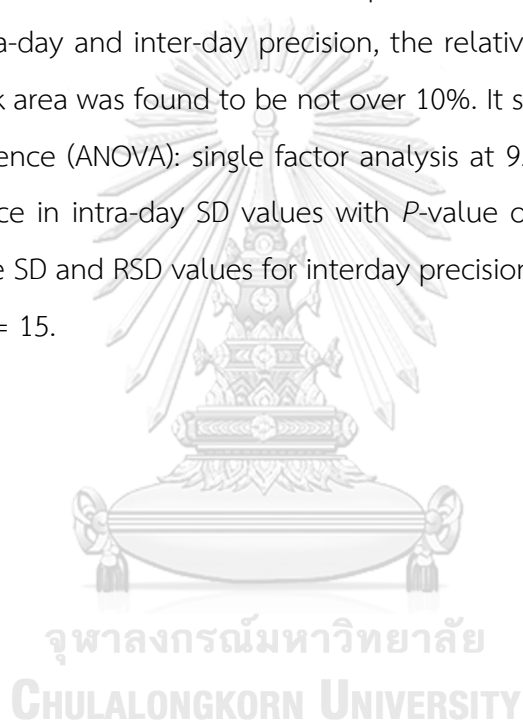 a-day and inter-day precision, the relative
k area was found to be not over 10%. It s
ence (ANOVA): single factor analysis at 9
ce in intra-day SD values with P-value o
e SD and RSD values for interday precision
= 15.
จุฬาลงกรณ์มหาวิทยาลัย
CHULALONGKORN UNIVERSITY